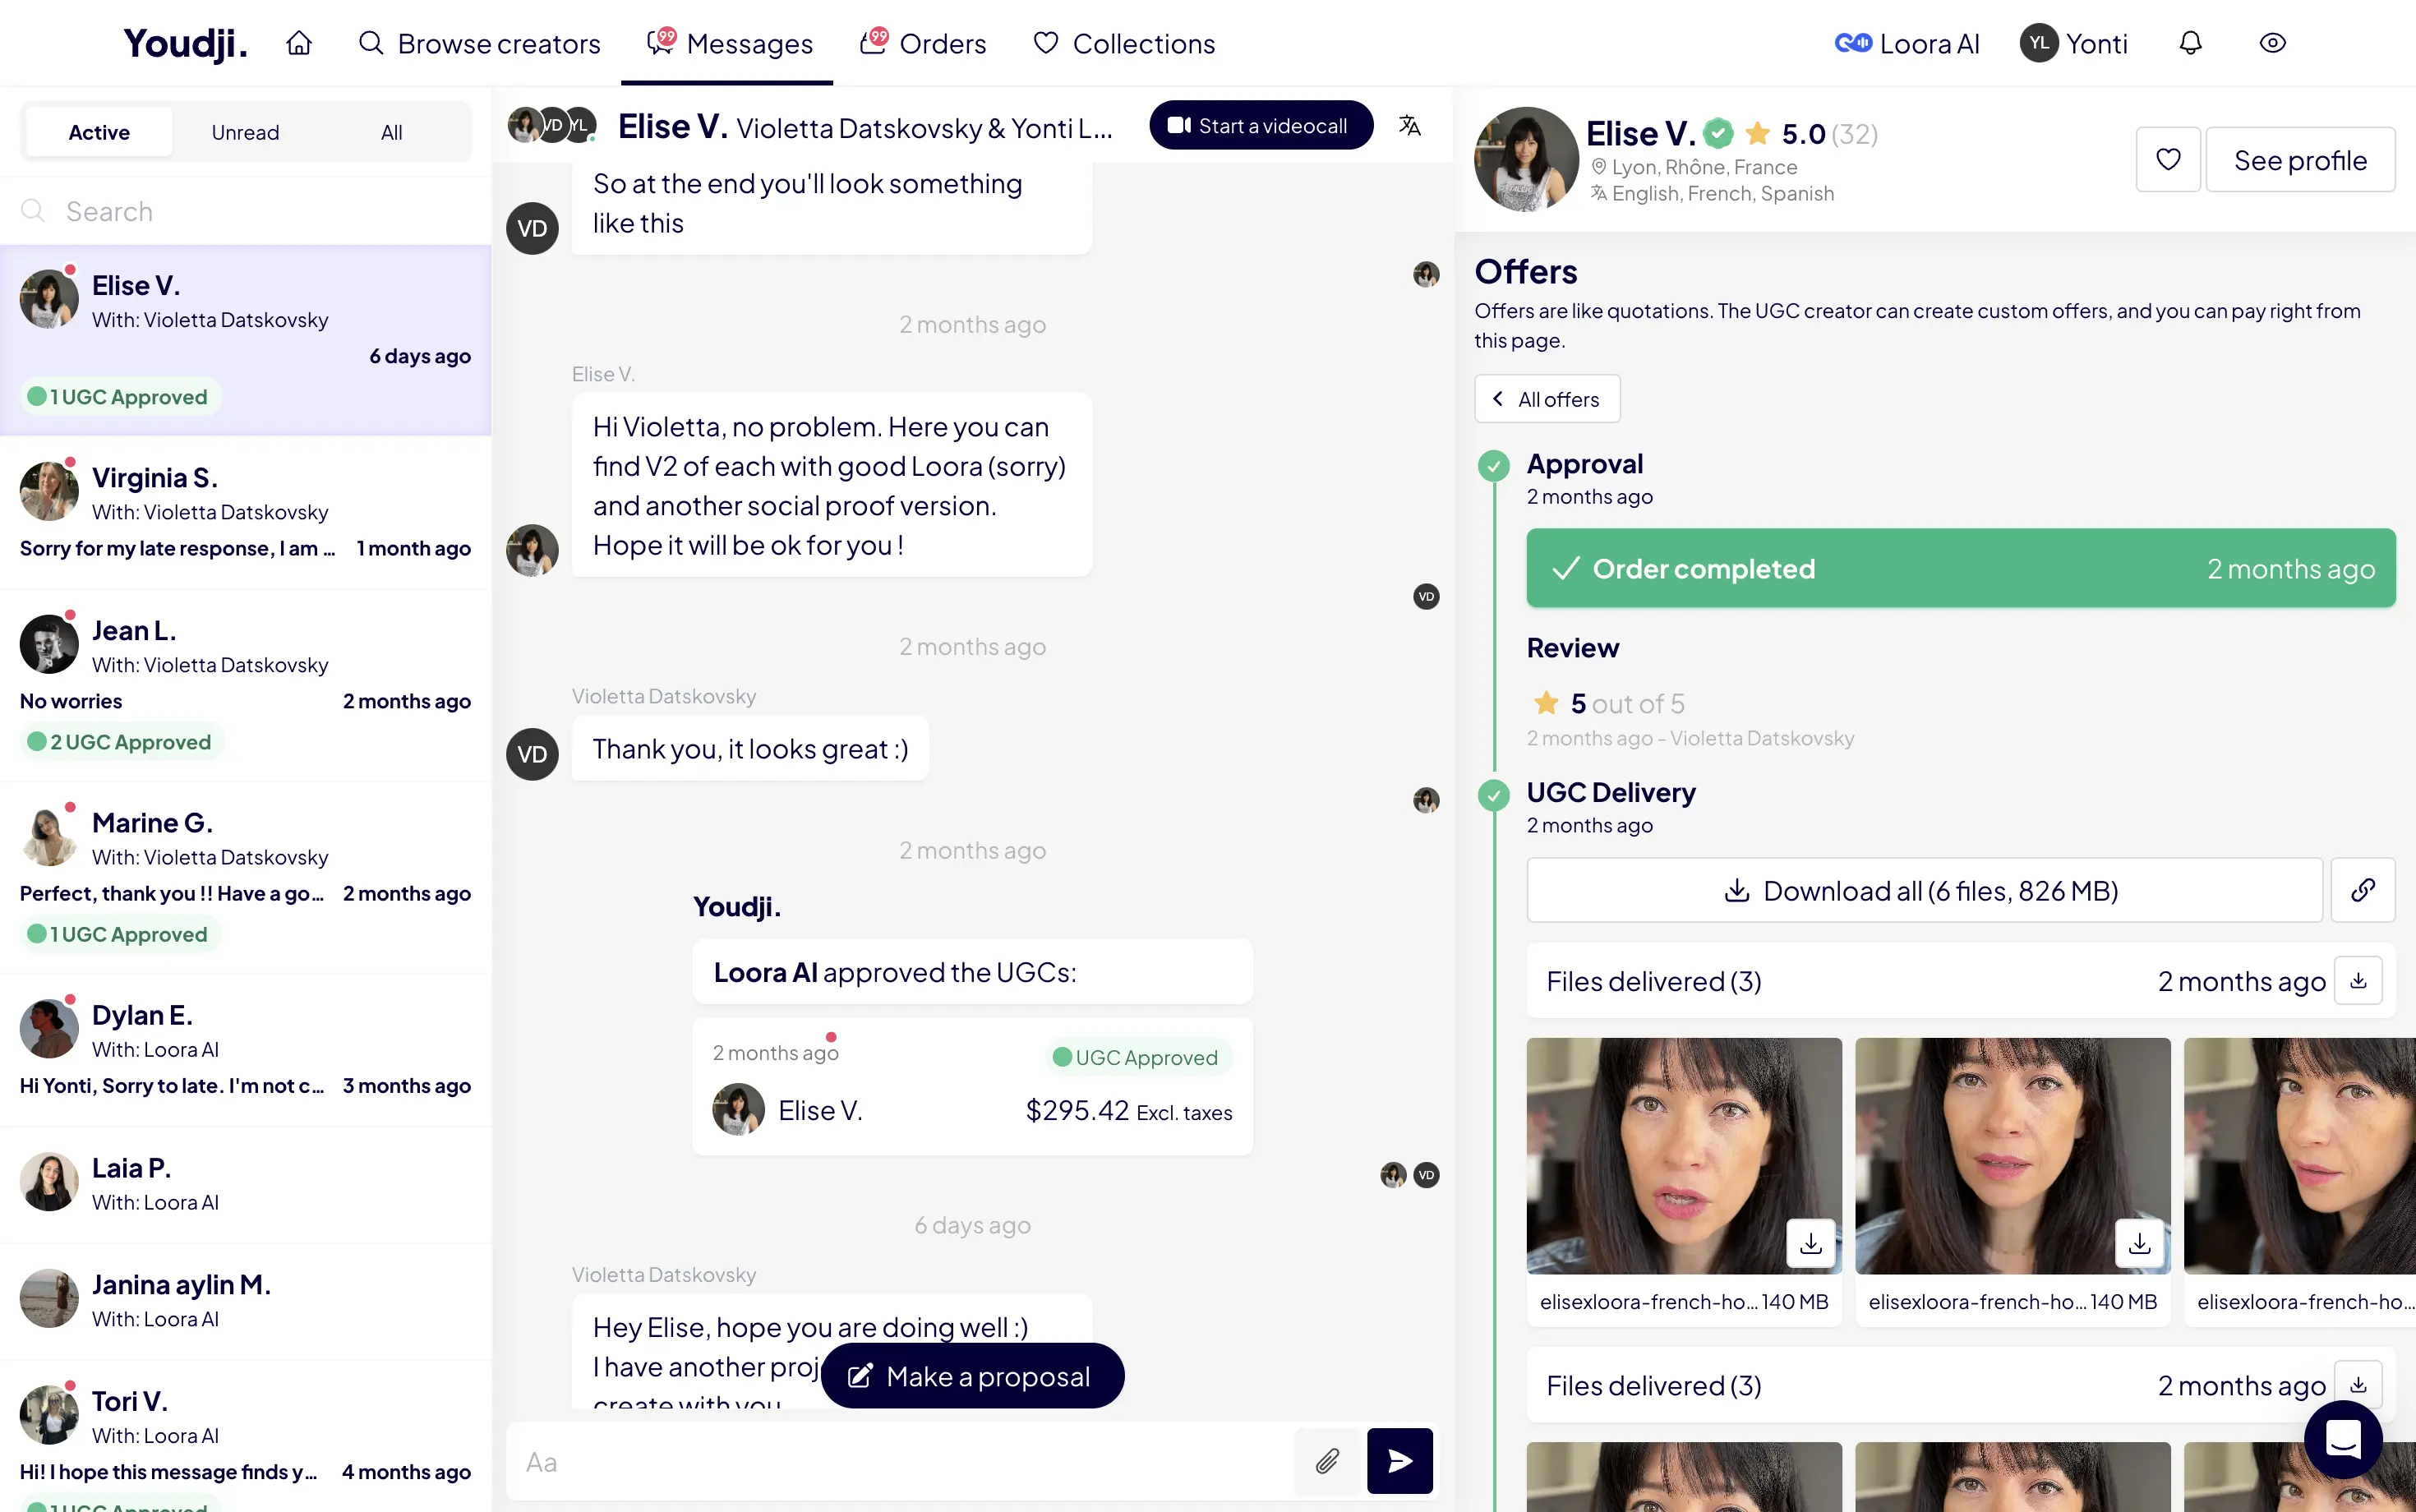 Youdji.
Browse creators
99
Messages
99
Orders
Collections
Loora AI
YL
Yonti
Active
Unread
All
Search
Elise V.
With: Violetta Datskovsky
6 days ago
1 UGC Approved
Virginia S.
With: Violetta Datskovsky
Sorry for my late response, I am ...
1 month ago
Jean L.
With: Violetta Datskovsky
No worries
2 months ago
2 UGC Approved
Marine G.
With: Violetta Datskovsky
Perfect, thank you !! Have a go...
2 months ago
1 UGC Approved
Dylan E.
With: Loora AI
Hi Yonti, Sorry to late. I'm not c...
3 months ago
Laia P.
With: Loora AI
Janina aylin M.
With: Loora AI
Tori V.
With: Loora AI
Hi! I hope this message finds y...
4 months ago
1 UGC Approved
VD
YL
Elise V. Violetta Datskovsky & Yonti L...
Start a videocall
So at the end you'll look something
like this
VD
2 months ago
Elise V.
Hi Violetta, no problem. Here you can
find V2 of each with good Loora (sorry)
and another social proof version.
Hope it will be ok for you !
VD
2 months ago
Violetta Datskovsky
Thank you, it looks great :)
VD
2 months ago
Youdji.
Loora AI approved the UGCs:
2 months ago
UGC Approved
Elise V.
$295.42 Excl. taxes
VD
6 days ago
Violetta Datskovsky
Hey Elise, hope you are doing well :)
I have another proj
create with you
Make a proposal
Aa
Elise V.
5.0 (32)
Lyon, Rhône, France
English, French, Spanish
See profile
Offers
Offers are like quotations. The UGC creator can create custom offers, and you can pay right from
this page.
All offers
Approval
2 months ago
Order completed
2 months ago
Review
5 out of 5
2 months ago - Violetta Datskovsky
UGC Delivery
2 months ago
Download all (6 files, 826 MB)
Files delivered (3)
2 months ago
elisexloora-french-ho... 140 MB
elisexloora-french-ho... 140 MB
elisexloora-french-ho...
Files delivered (3)
2 months ago